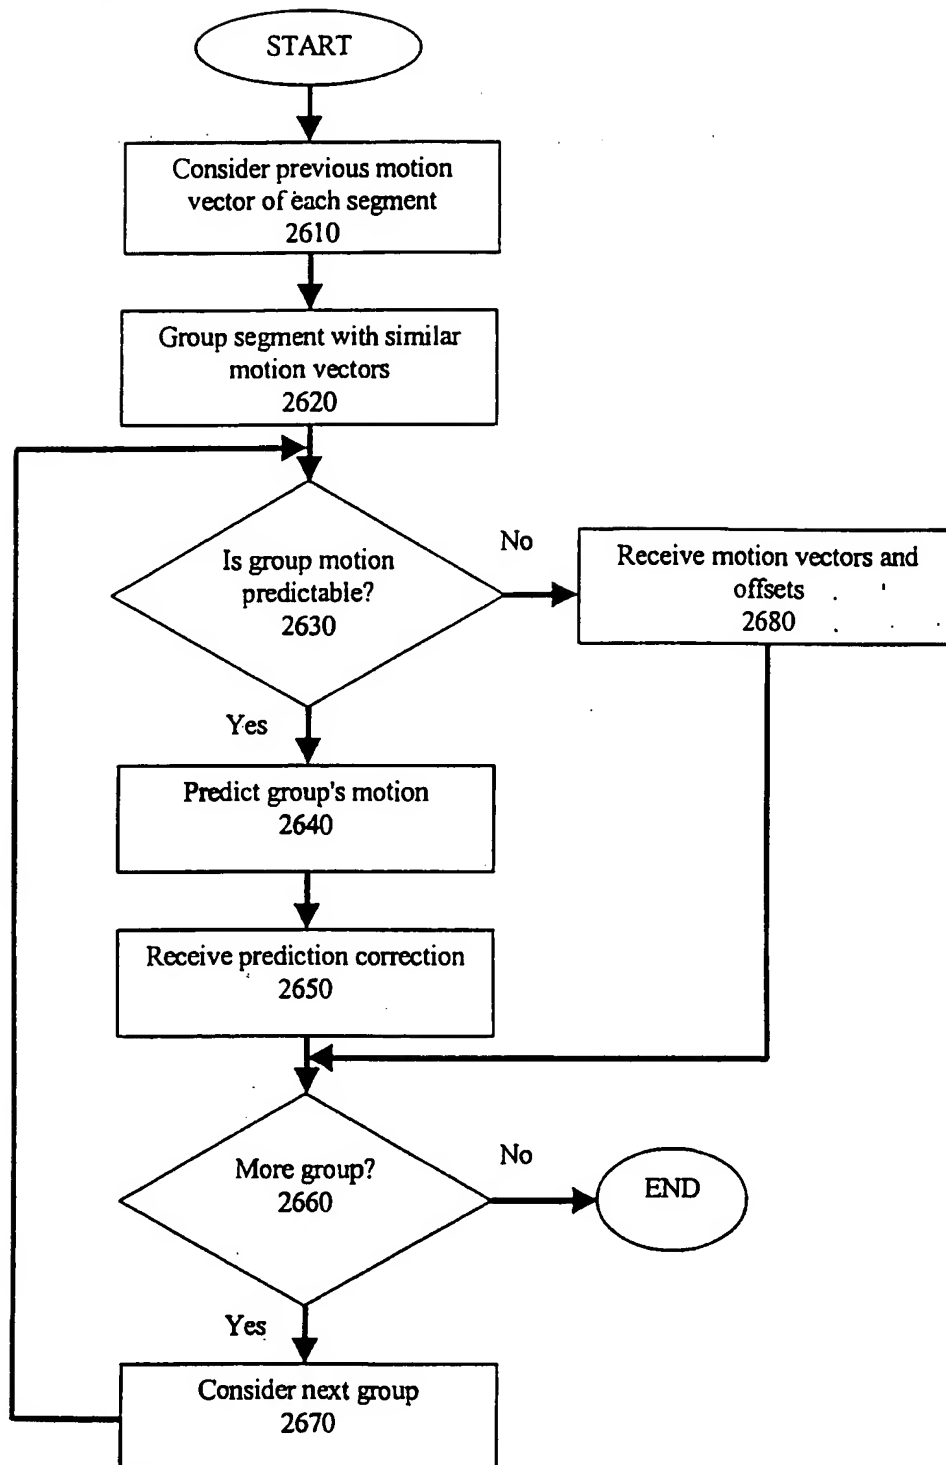 START
Consider previous motion
vector of each segment
2610
Group segment with similar
motion vectors
2620
Is group motion
predictable?
2630
No
Receive motion vectors and
offsets
2680
Yes
Predict group's motion
2640
Receive prediction correction
2650
More group?
2660
No
END
Yes
Consider next group
2670